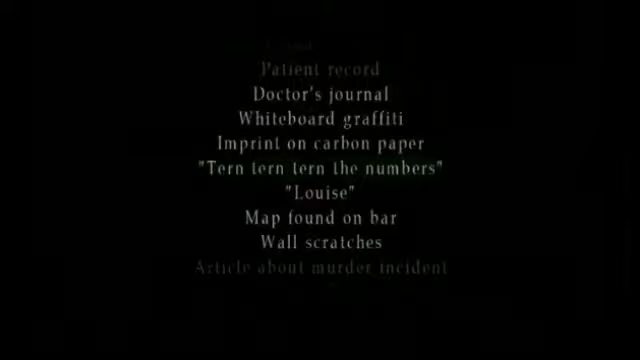 Patient record
Doctor's journal
Whiteboard graffiti
Imprint on carbon paper
"Tern tern tern the numbers"
"Louise"
Map found on bar
Wall scratches
Article about murder incident